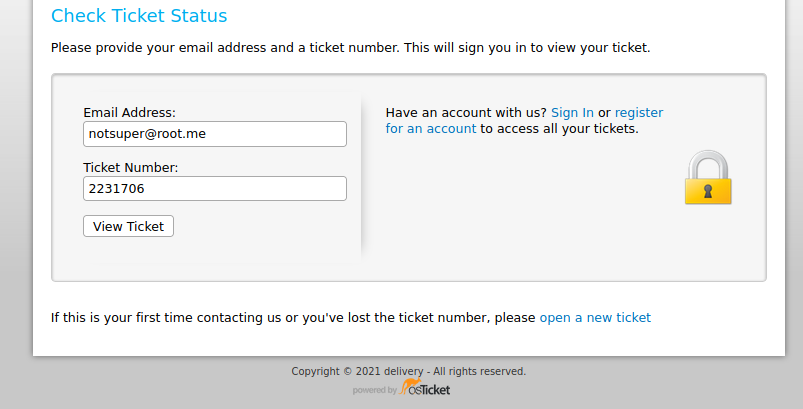 Check Ticket Status
Please provide your email address and a ticket number. This will sign you in to view your ticket.
Email Address:
notsuper@root.me
Ticket Number:
2231706
View Ticket
Have an account with us? Sign In or register
for an account to access all your tickets.
If this is your first time contacting us or you've lost the ticket number, please open a new ticket
Copyright © 2021 delivery - All rights reserved.
powered by osTicket